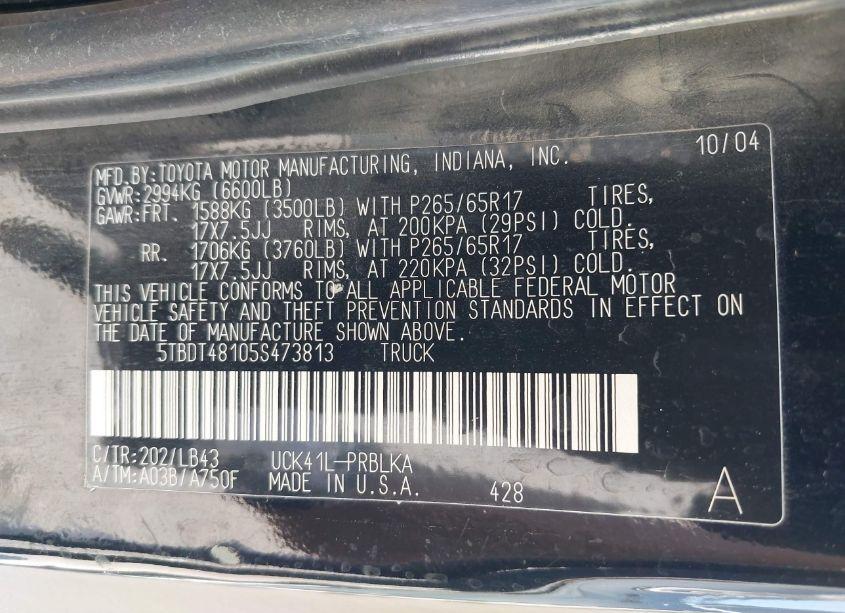 10/04
MFD.BY:TOYOTA MOTOR MANUFACTURING, INDIANA, INC.
GVWR:2994KG (6600LB)
GAWR:FRT. 1588KG (3500LB) WITH P265/65R17 TIRES,
17X7.5JJ RIMS, AT 200KPA (29PSI) COLD.
RR. 1706KG (3760LB) WITH P265/65R17 TIRES,
17X7.5JJ RIMS, AT 220KPA (32PSI) COLD.
THIS VEHICLE CONFORMS TO ALL APPLICABLE FEDERAL MOTOR
VEHICLE SAFETY AND THEFT PREVENTION STANDARDS IN EFFECT ON
THE DATE OF MANUFACTURE SHOWN ABOVE.
5TBDT48105S473813 TRUCK
C/TR:202/LB43 UCK41L-PRBLKA
A/TM:A03B/A750F MADE IN U.S.A. 428 A